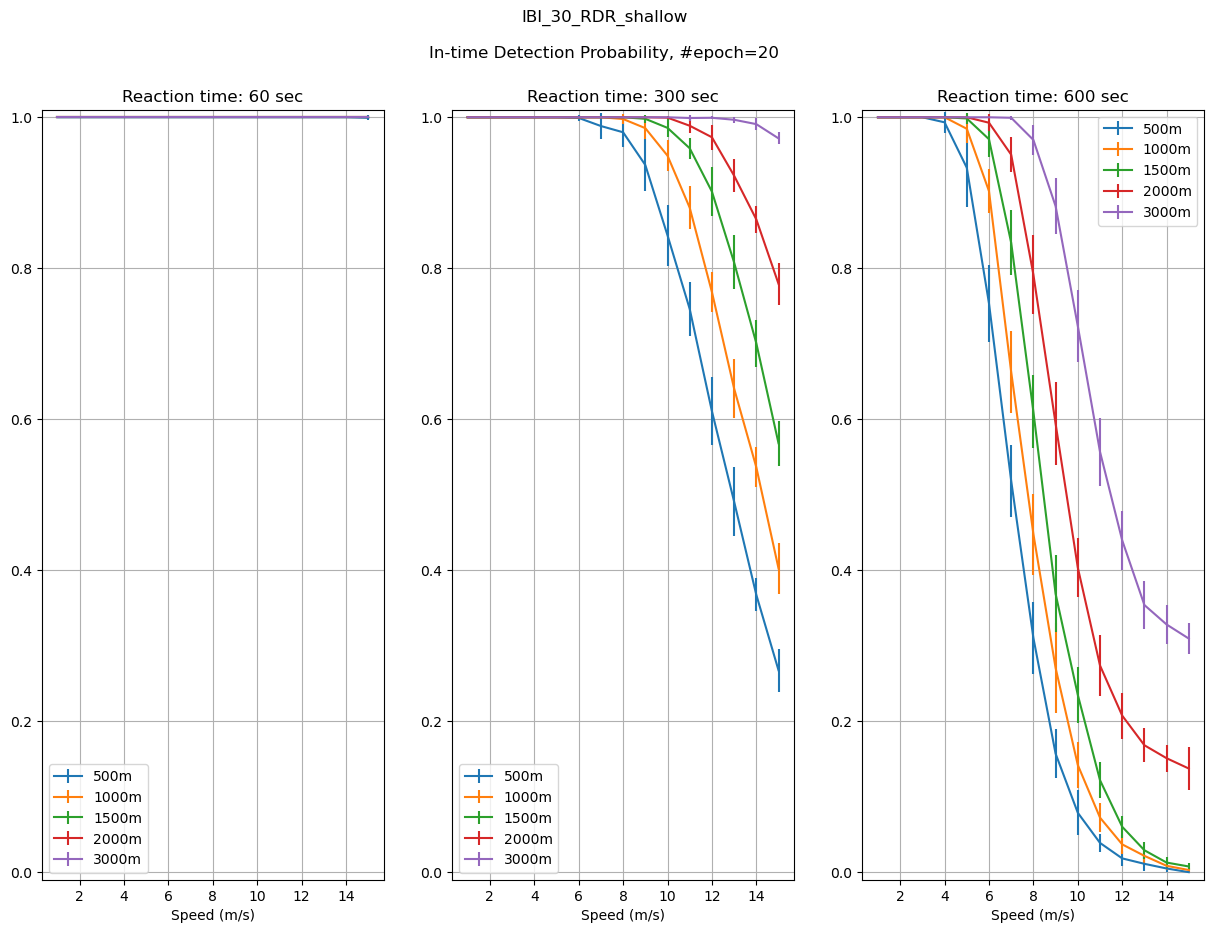 IBI_30_RDR_shallow
In-time Detection Probability, #epoch=20
Reaction time: 60 sec
1.0
0.8
0.6
0.4
0.2
0.0
500m
1000m
1500m
2000m
3000m
2 4 6 8 10 12 14
Speed (m/s)
Reaction time: 300 sec
1.0
0.8
0.6
0.4
0.2
0.0
500m
1000m
1500m
2000m
3000m
2 4 6 8 10 12 14
Speed (m/s)
Reaction time: 600 sec
500m
1000m
1500m
2000m
3000m
1.0
0.8
0.6
0.4
0.2
0.0
2 4 6 8 10 12 14
Speed (m/s)